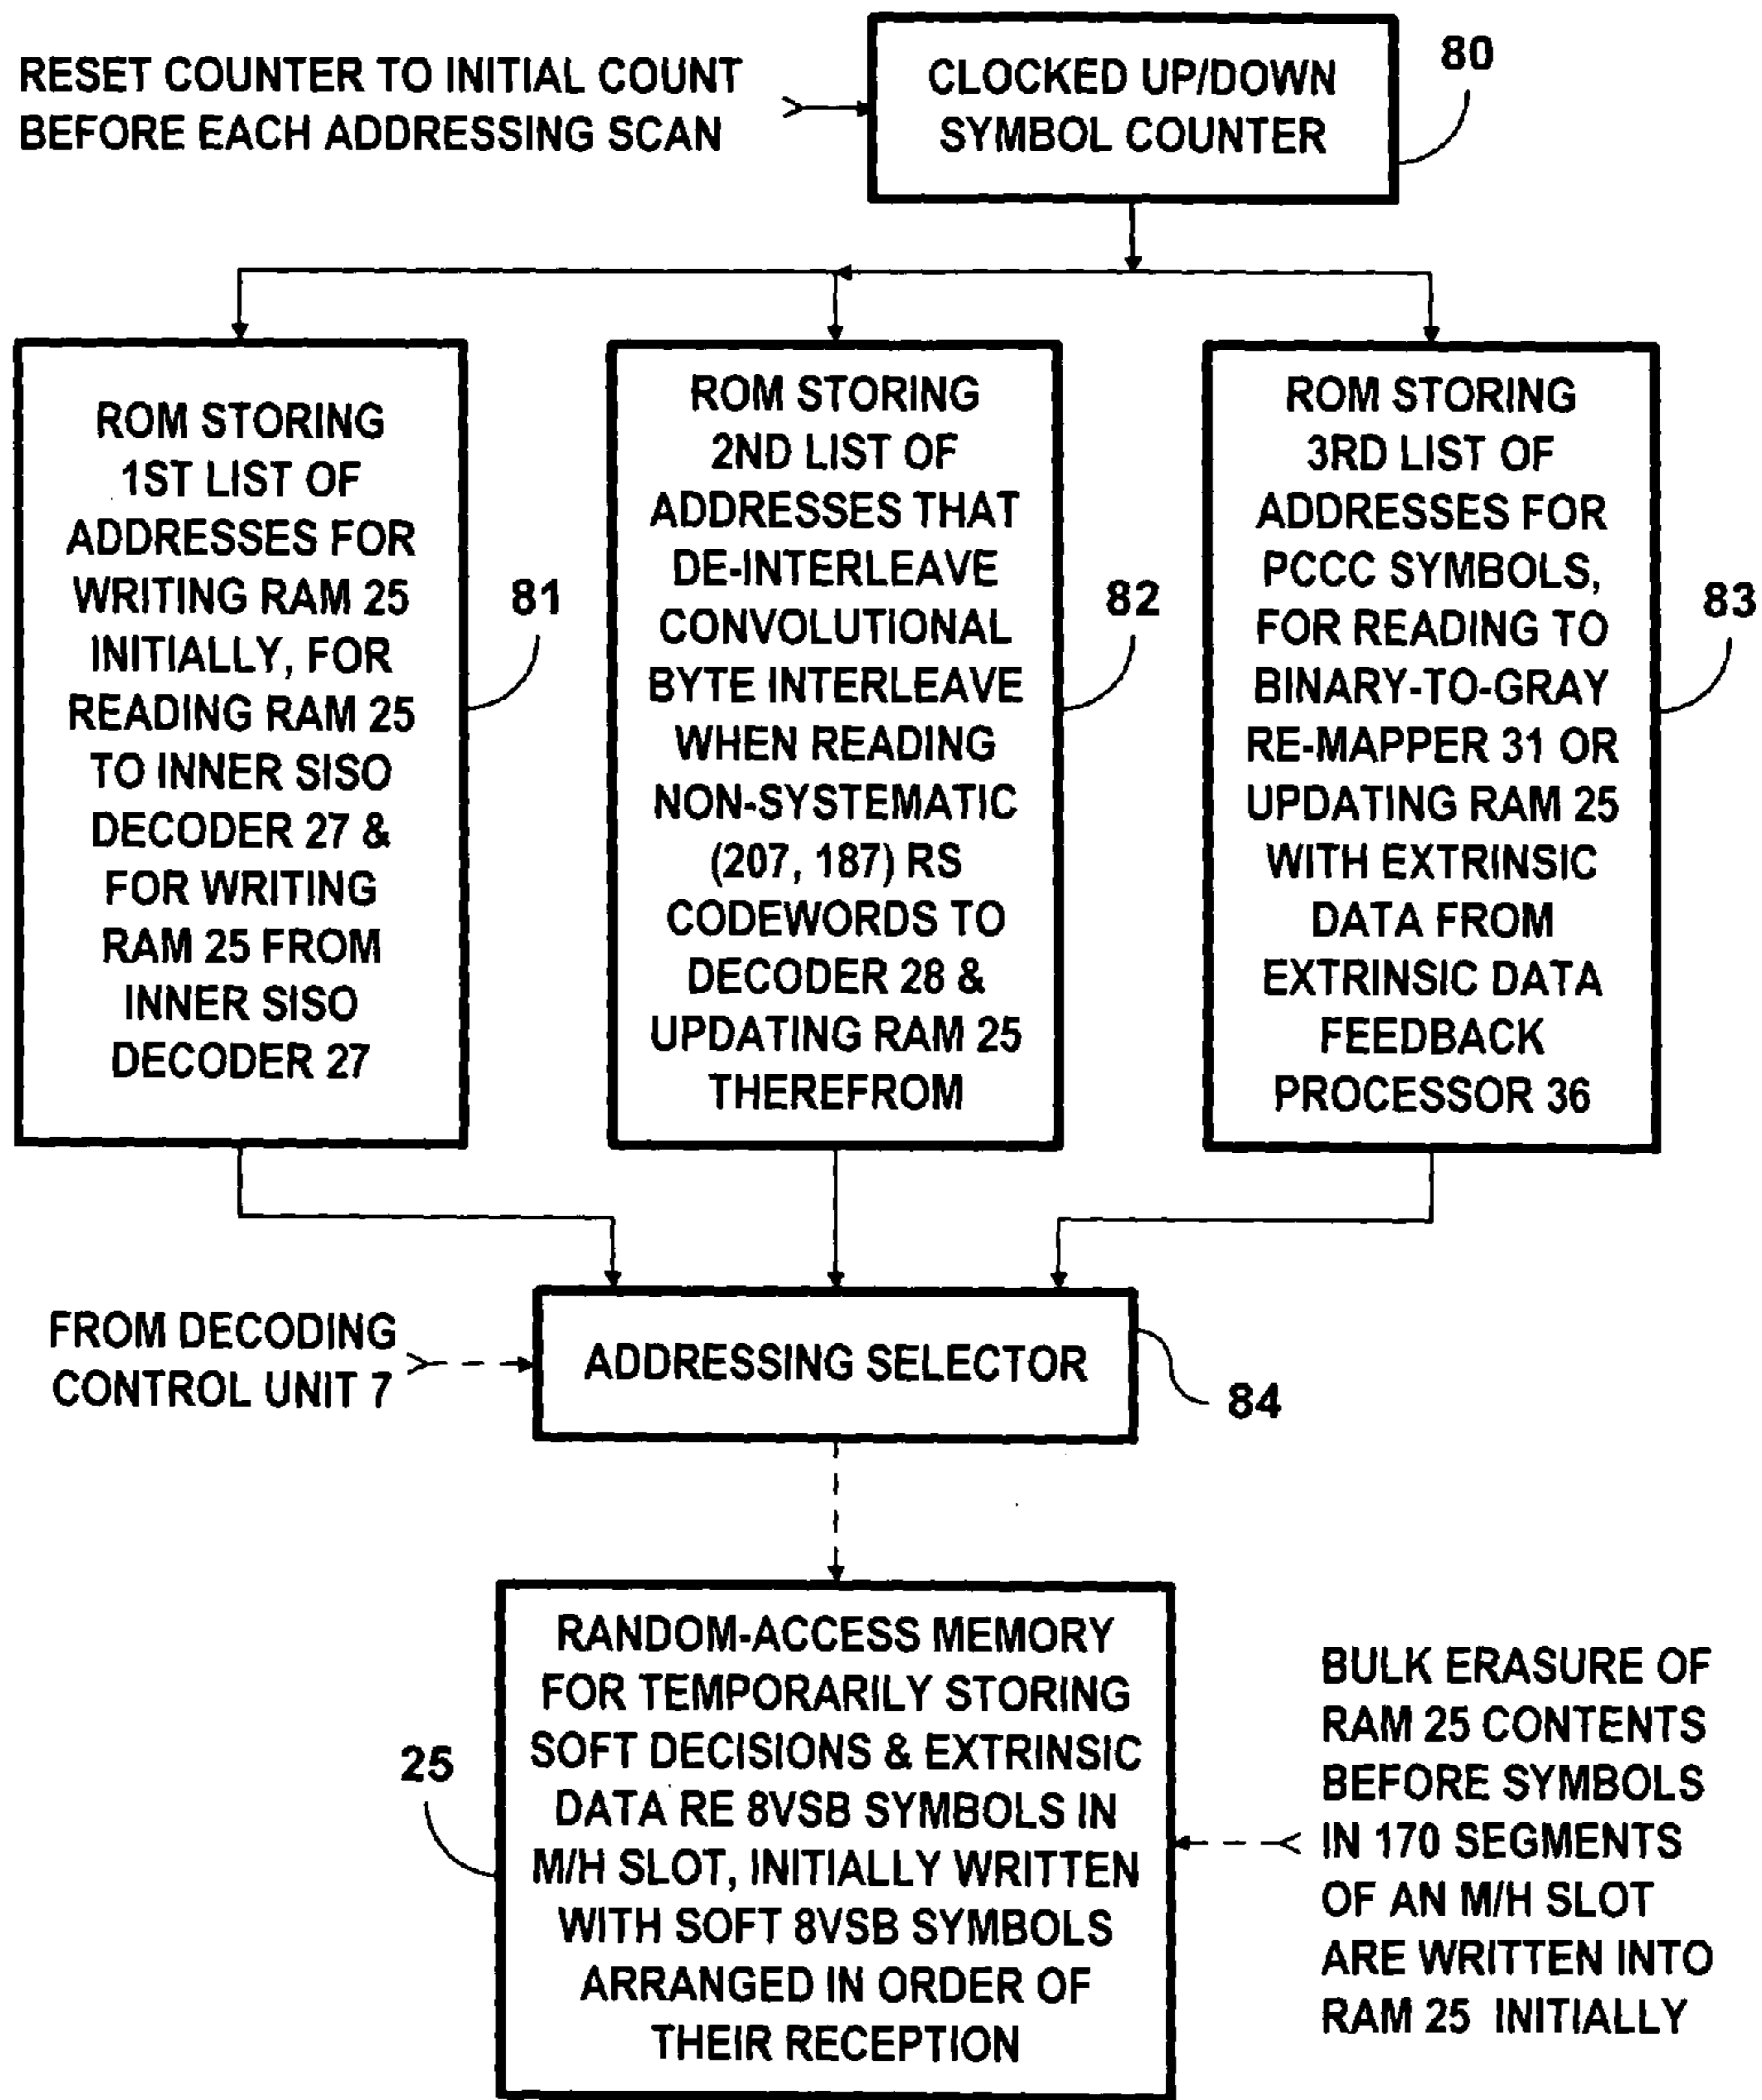 RESET COUNTER TO INITIAL COUNT
BEFORE EACH ADDRESSING SCAN
CLOCKED UP/DOWN
SYMBOL COUNTER
80
ROM STORING
1ST LIST OF
ADDRESSES FOR
WRITING RAM 25
INITIALLY, FOR
READING RAM 25
TO INNER SISO
DECODER 27 &
FOR WRITING
RAM 25 FROM
INNER SISO
DECODER 27
81
ROM STORING
2ND LIST OF
ADDRESSES THAT
DE-INTERLEAVE
CONVOLUTIONAL
BYTE INTERLEAVE
WHEN READING
NON-SYSTEMATIC
(207, 187) RS
CODEWORDS TO
DECODER 28 &
UPDATING RAM 25
THEREFROM
82
ROM STORING
3RD LIST OF
ADDRESSES FOR
PCCC SYMBOLS,
FOR READING TO
BINARY-TO-GRAY
RE-MAPPER 31 OR
UPDATING RAM 25
WITH EXTRINSIC
DATA FROM
EXTRINSIC DATA
FEEDBACK
PROCESSOR 36
83
FROM DECODING
CONTROL UNIT 7
ADDRESSING SELECTOR
84
RANDOM-ACCESS MEMORY
FOR TEMPORARILY STORING
SOFT DECISIONS & EXTRINSIC
DATA RE 8VSB SYMBOLS IN
M/H SLOT, INITIALLY WRITTEN
WITH SOFT 8VSB SYMBOLS
ARRANGED IN ORDER OF
THEIR RECEPTION
25
BULK ERASURE OF
RAM 25 CONTENTS
BEFORE SYMBOLS
IN 170 SEGMENTS
OF AN M/H SLOT
ARE WRITTEN INTO
RAM 25 INITIALLY